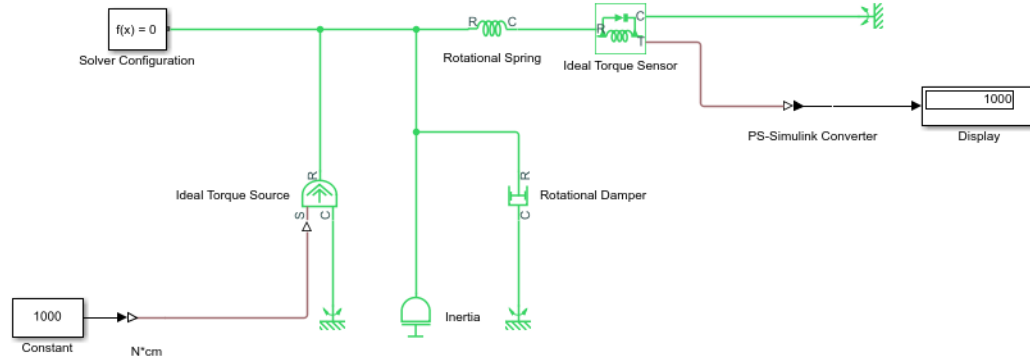 f(x) = 0
Solver Configuration
R
C
Rotational Spring
R
C
T
Ideal Torque Sensor
1000
Display
PS-Simulink Converter
Ideal Torque Source
R
S
C
R
C
Rotational Damper
Inertia
1000
Constant
N*cm